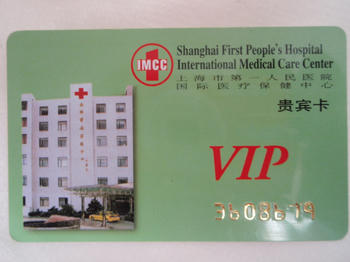 IMCC
Shanghai First People's Hospital
International Medical Care Center
上海市第一人民医院
国际医疗保健中心
贵宾卡
VIP
3608679